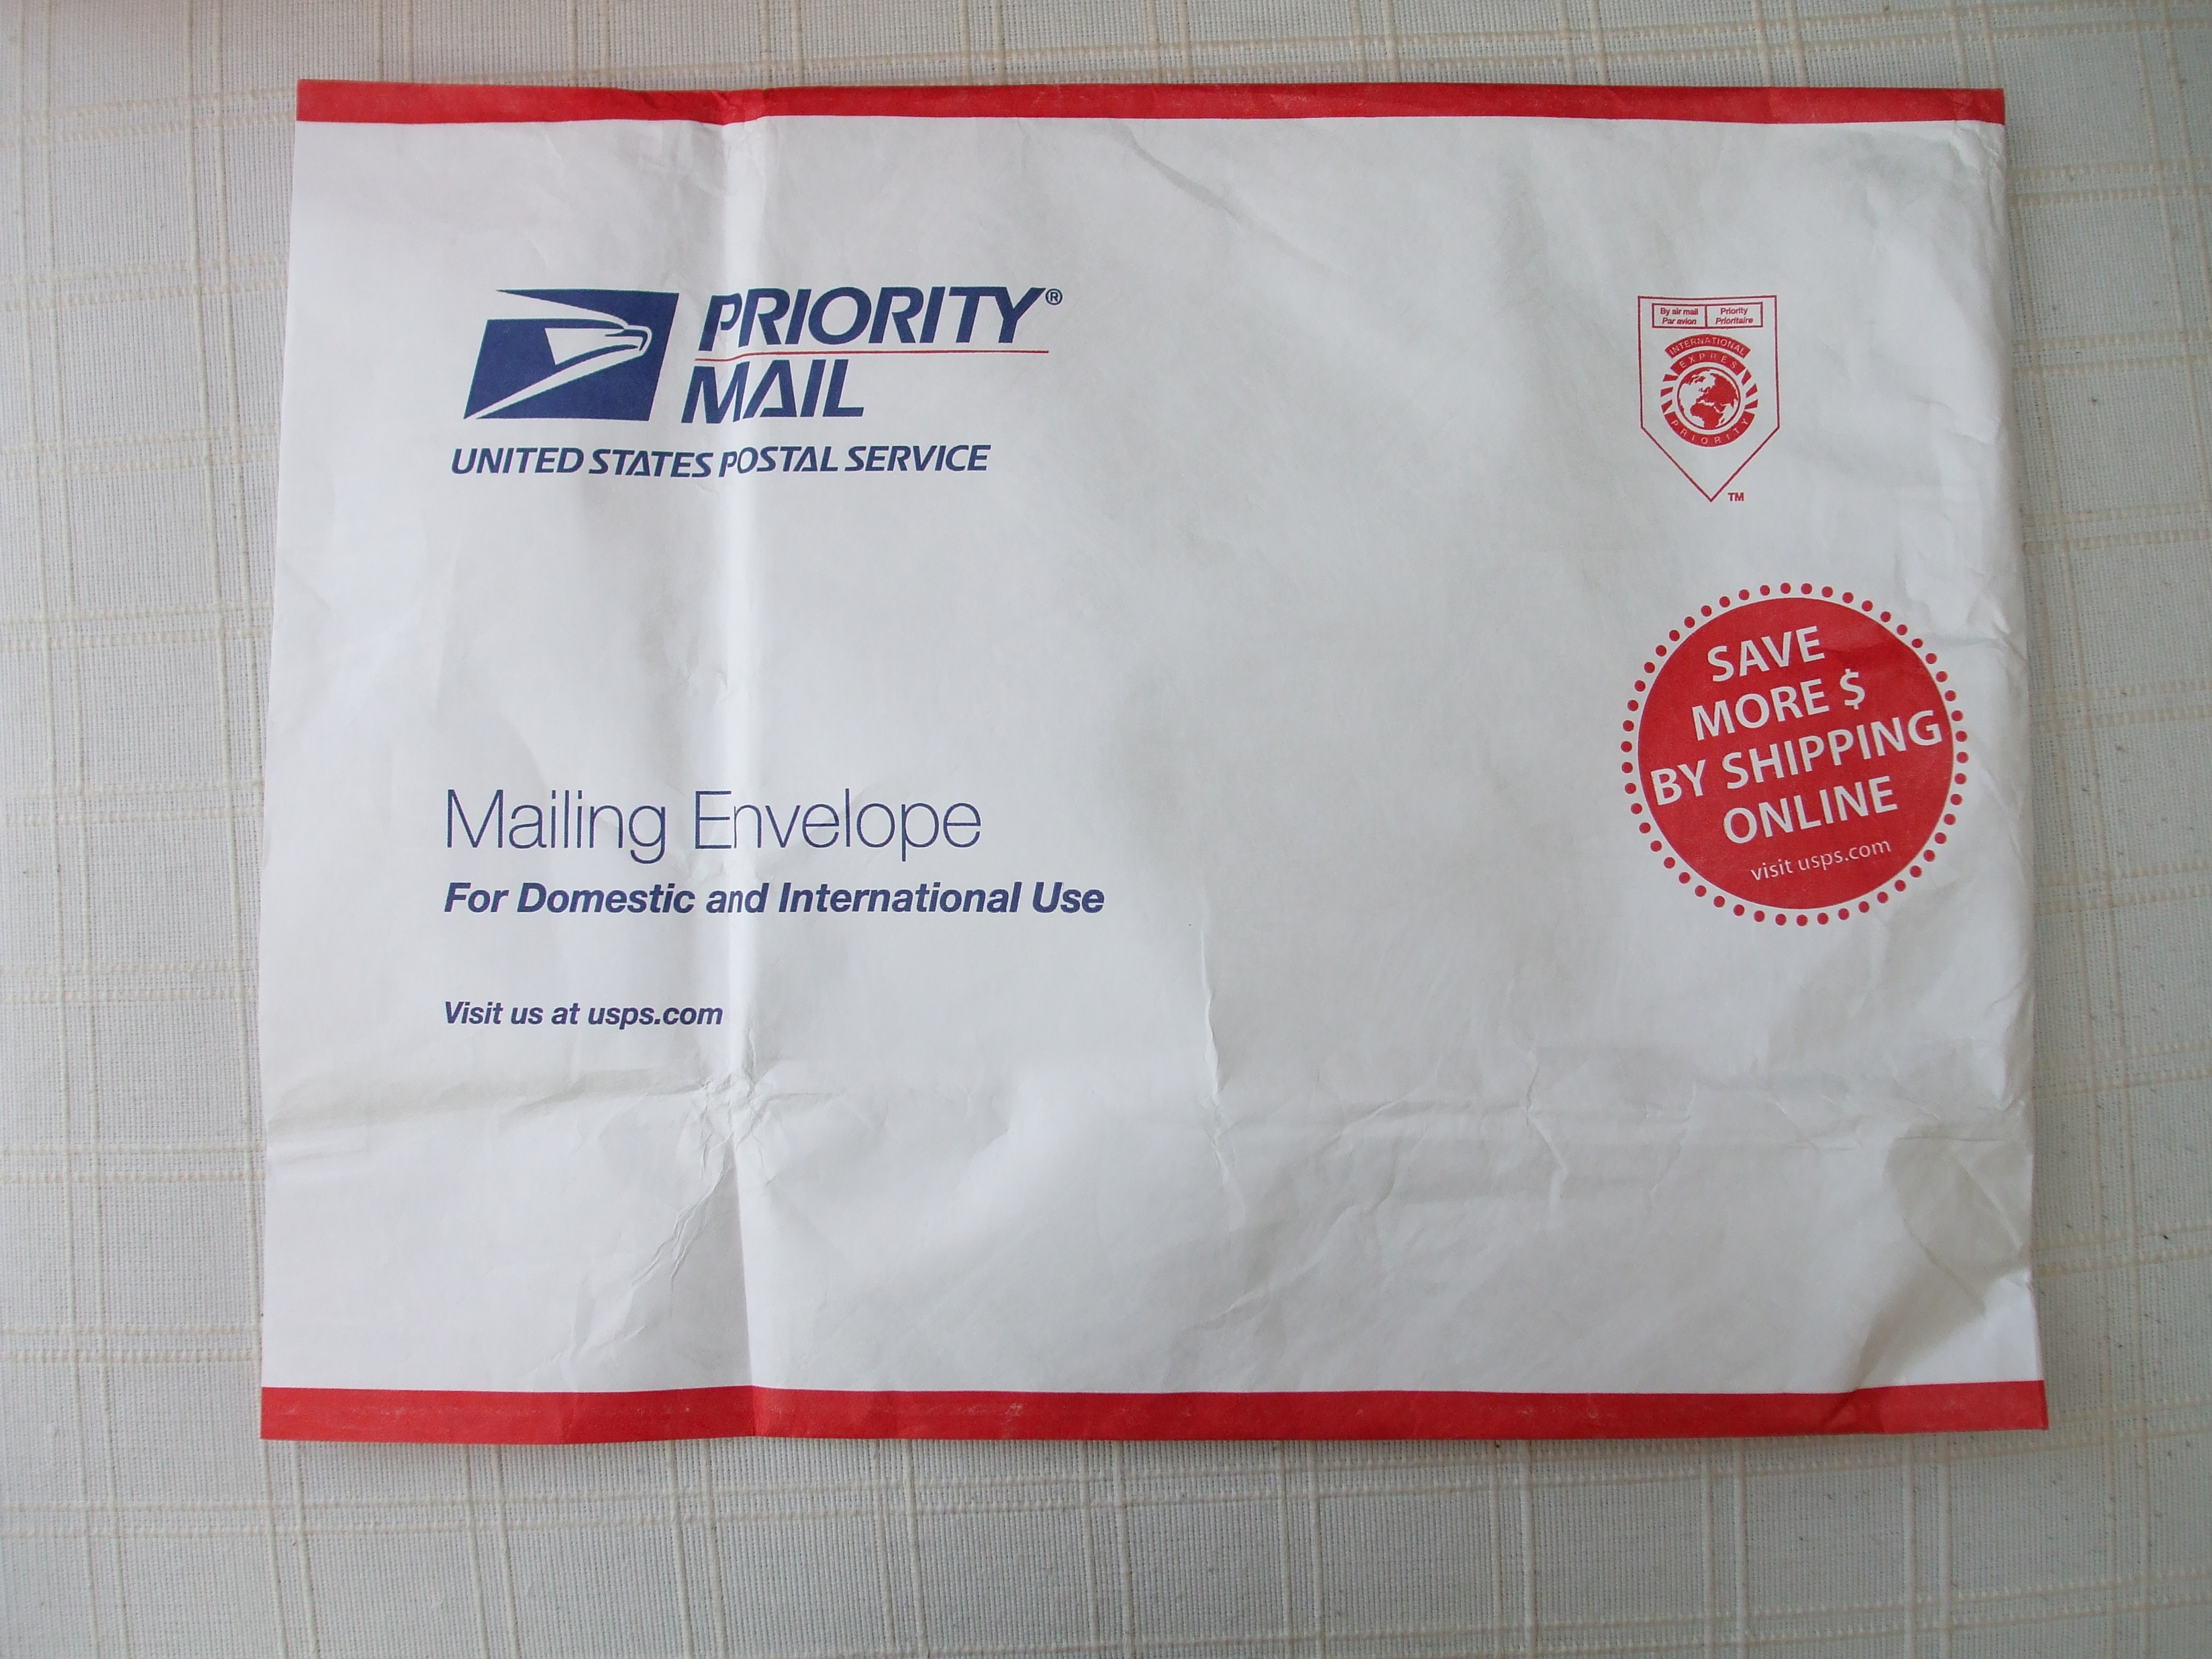 PRIORITY®
MAIL
UNITED STATES POSTAL SERVICE
By air mail
Par avion
Priority
Prioritaire
INTERNATIONAL
EXPRES
PRIORITY
TM
SAVE
MORE $
BY SHIPPING
ONLINE
visit usps.com
Mailing Envelope
For Domestic and International Use
Visit us at usps.com